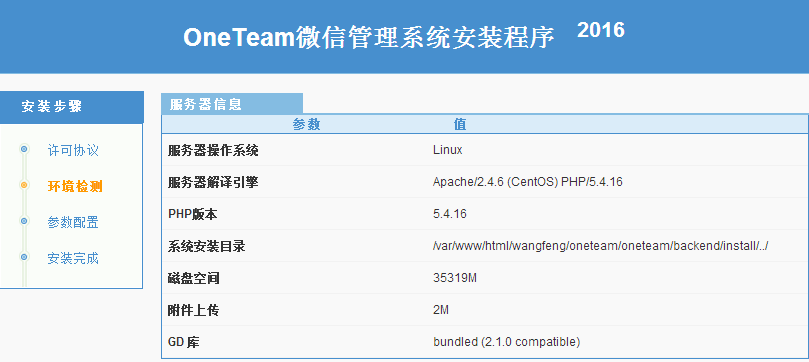 OneTeam微信管理系统安装程序 2016
安装步骤
许可协议
环境检测
参数配置
安装完成
服务器信息
参数 值
服务器操作系统 Linux
服务器解译引擎 Apache/2.4.6 (CentOS) PHP/5.4.16
PHP版本 5.4.16
系统安装目录 /var/www/html/wangfeng/oneteam/oneteam/backend/install/../
磁盘空间 35319M
附件上传 2M
GD 库 bundled (2.1.0 compatible)